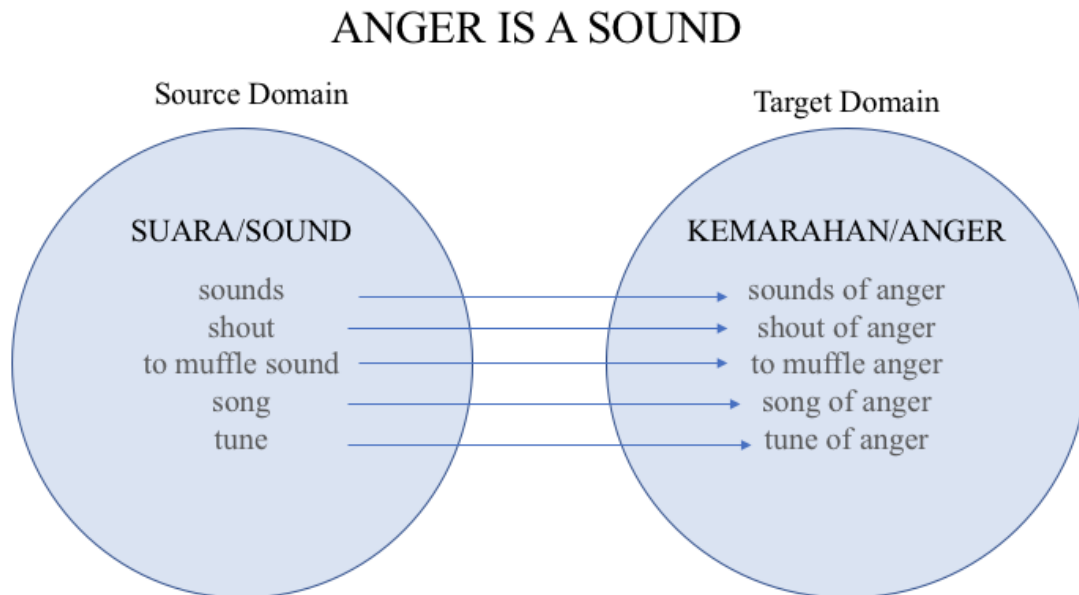 ANGER IS A SOUND
Source Domain
Target Domain
SUARA/SOUND
sounds
shout
to muffle sound
song
tune
KEMARAHAN/ANGER
sounds of anger
shout of anger
to muffle anger
song of anger
tune of anger